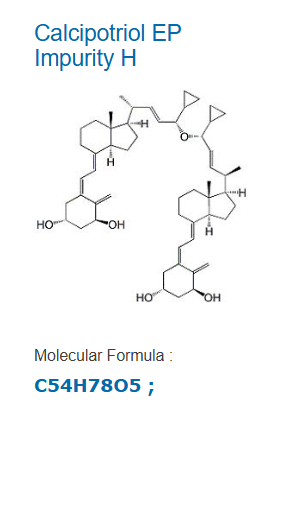 Calcipotriol EP
Impurity H
H
O
H
H
HO
OH
H
HO
OH
Molecular Formula :
C54H78O5 ;